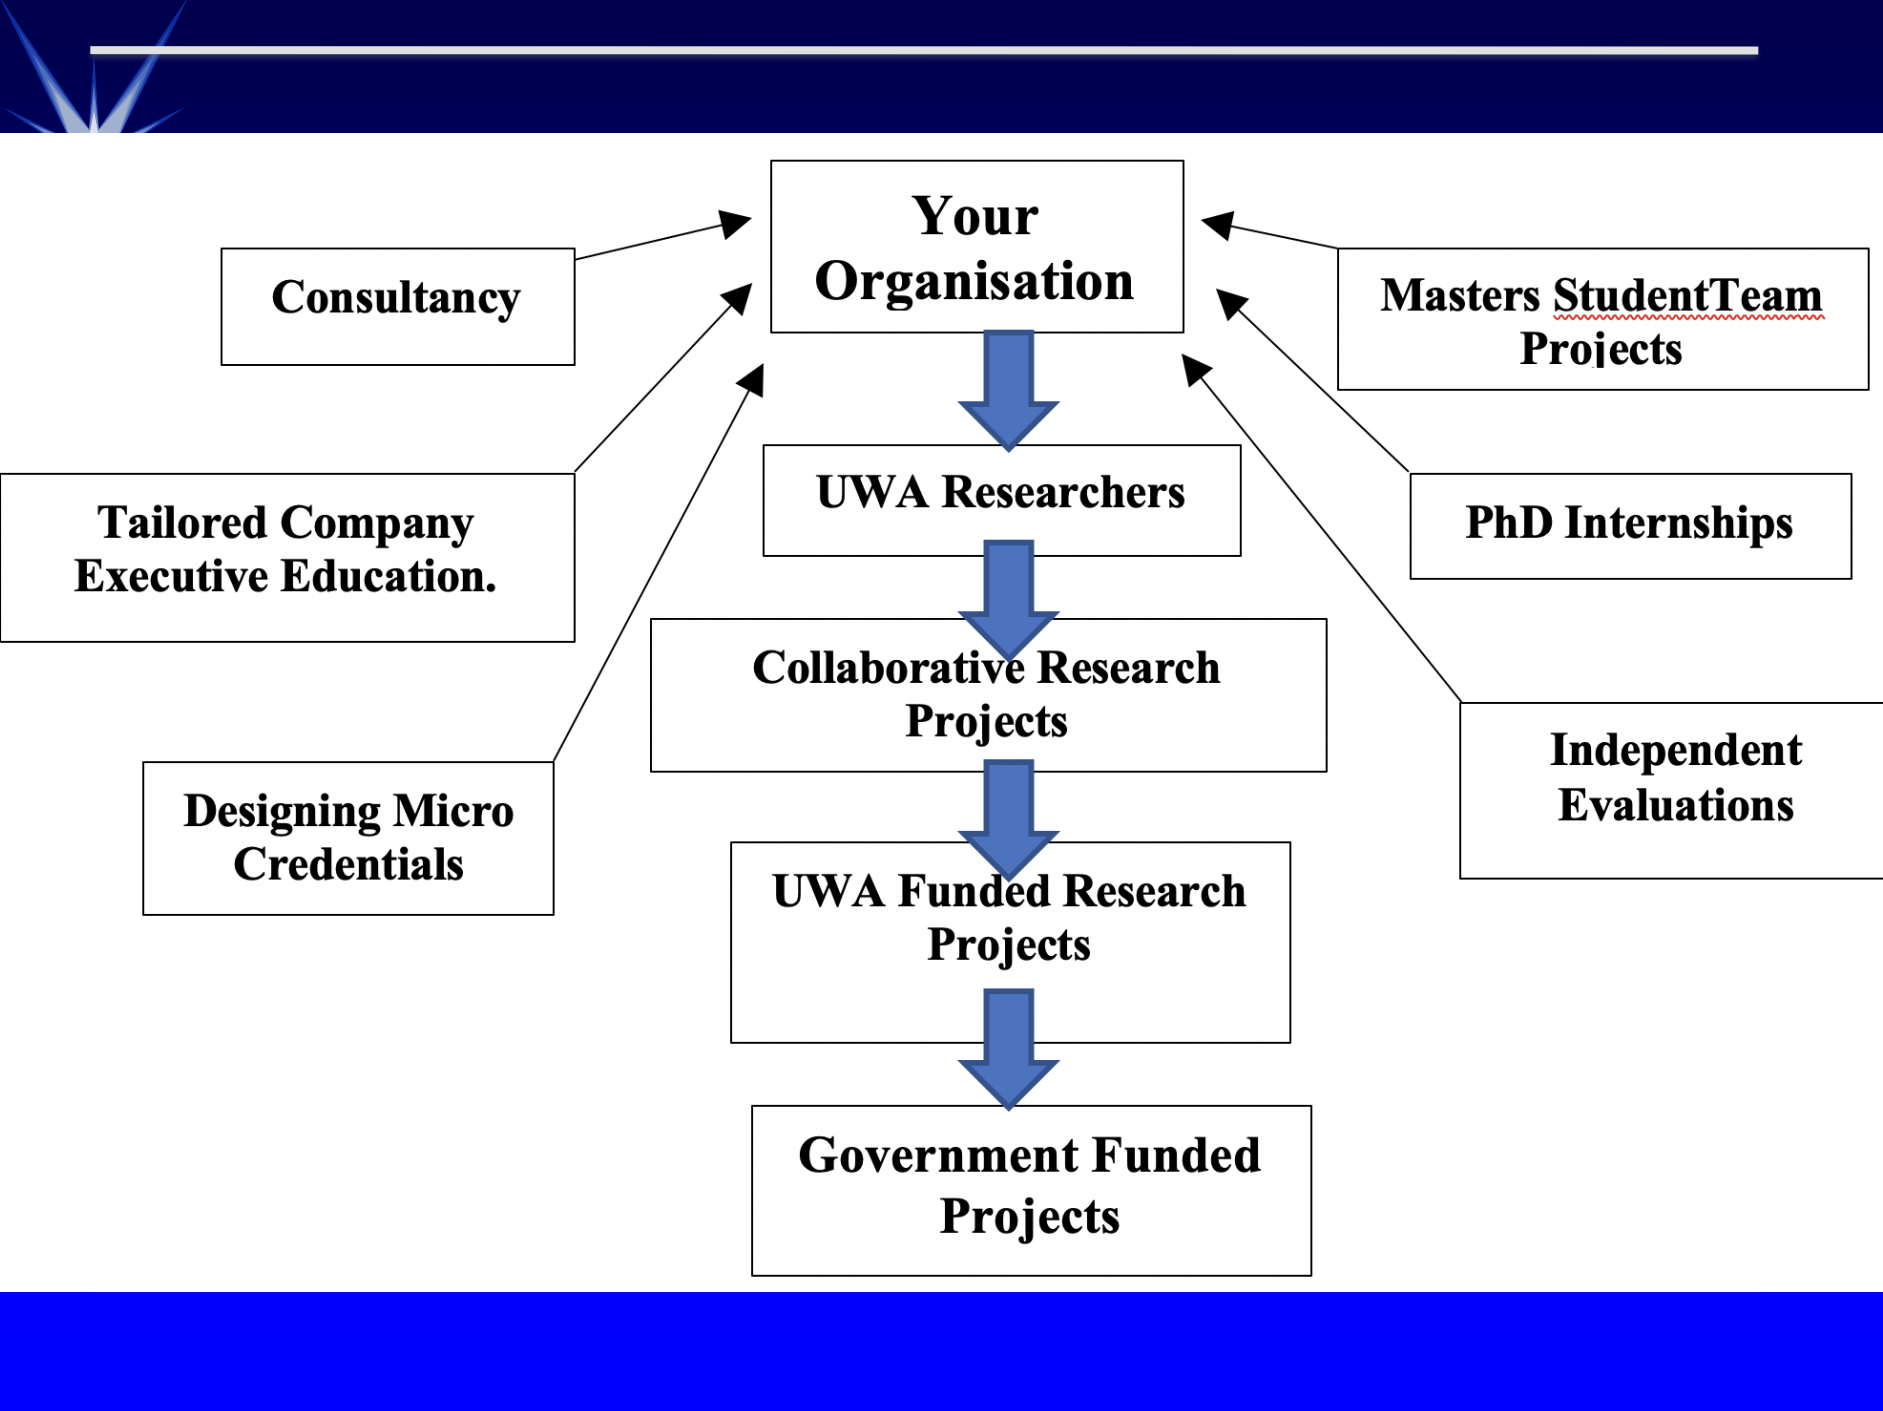 Your
Organisation
Consultancy
Masters StudentTeam
Projects
UWA Researchers
Tailored Company
Executive Education.
PhD Internships
Collaborative Research
Projects
Independent
Evaluations
Designing Micro
Credentials
UWA Funded Research
Projects
Government Funded
Projects